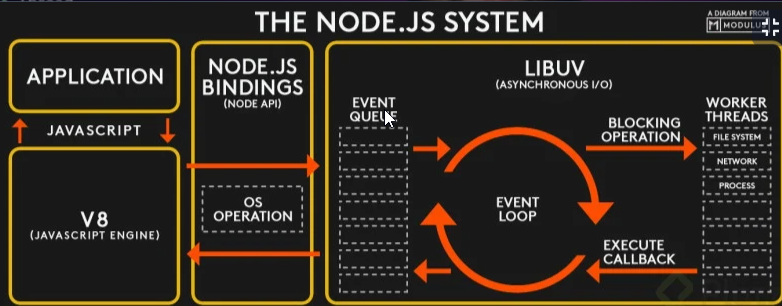 THE NODE.JS SYSTEM
A DIAGRAM FROM
MODULUS
APPLICATION
JAVASCRIPT
V8
(JAVASCRIPT ENGINE)
NODE.JS
BINDINGS
(NODE API)
OS
OPERATION
LIBUV
(ASYNCHRONOUS I/O)
EVENT
QUEUE
EVENT
LOOP
BLOCKING
OPERATION
EXECUTE
CALLBACK
WORKER
THREADS
FILE SYSTEM
NETWORK
PROCESS